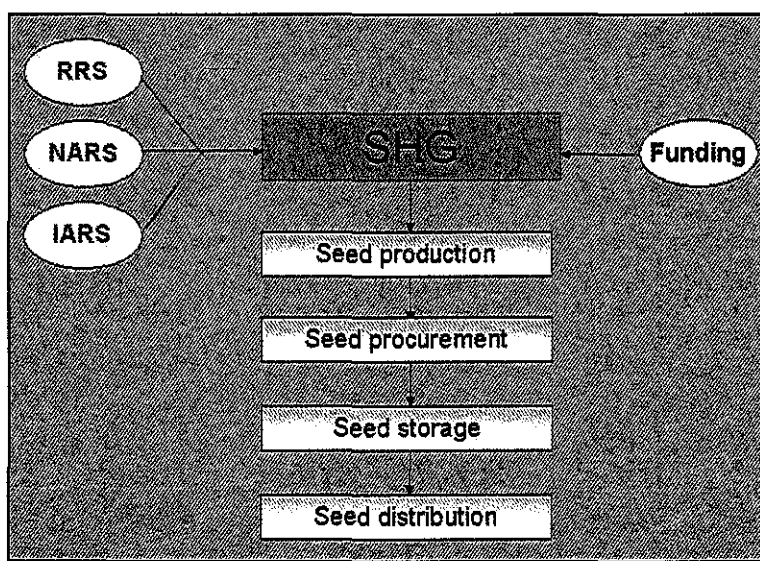 RRS
NARS
IARS
SHG
Funding
Seed production
Seed procurement
Seed storage
Seed distribution